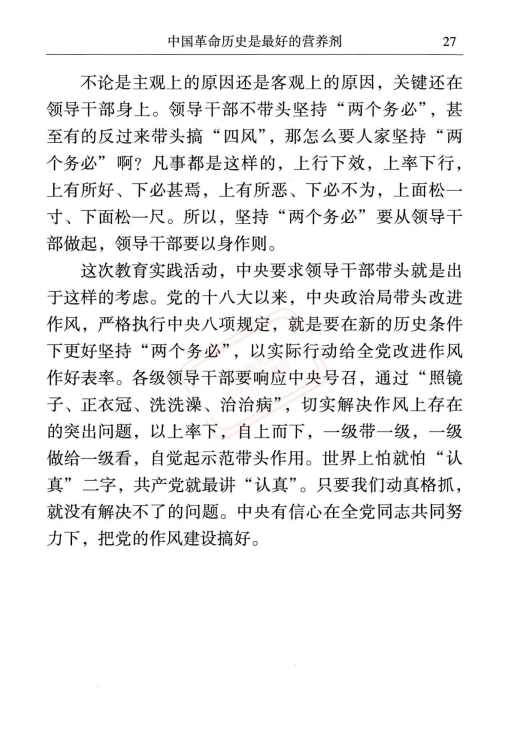 中国革命历史是最好的营养剂 27
不论是主观上的原因还是客观上的原因，关键还在
领导干部身上。领导干部不带头坚持“两个务必”，甚
至有的反过来带头搞“四风”，那怎么要人家坚持“两
个务必”啊？凡事都是这样的，上行下效，上率下行，
上有所好、下必甚焉，上有所恶、下必不为，上面松一
寸、下面松一尺。所以，坚持“两个务必”要从领导干
部做起，领导干部要以身作则。
这次教育实践活动，中央要求领导干部带头就是出
于这样的考虑。党的十八大以来，中央政治局带头改进
作风，严格执行中央八项规定，就是要在新的历史条件
下更好坚持“两个务必”，以实际行动给全党改进作风
作好表率。各级领导干部要响应中央号召，通过“照镜
子、正衣冠、洗洗澡、治治病”，切实解决作风上存在
的突出问题，以上率下，自上而下，一级带一级，一级
做给一级看，自觉起示范带头作用。世界上怕就怕“认
真”二字，共产党就最讲“认真”。只要我们动真格抓，
就没有解决不了的问题。中央有信心在全党同志共同努
力下，把党的作风建设搞好。